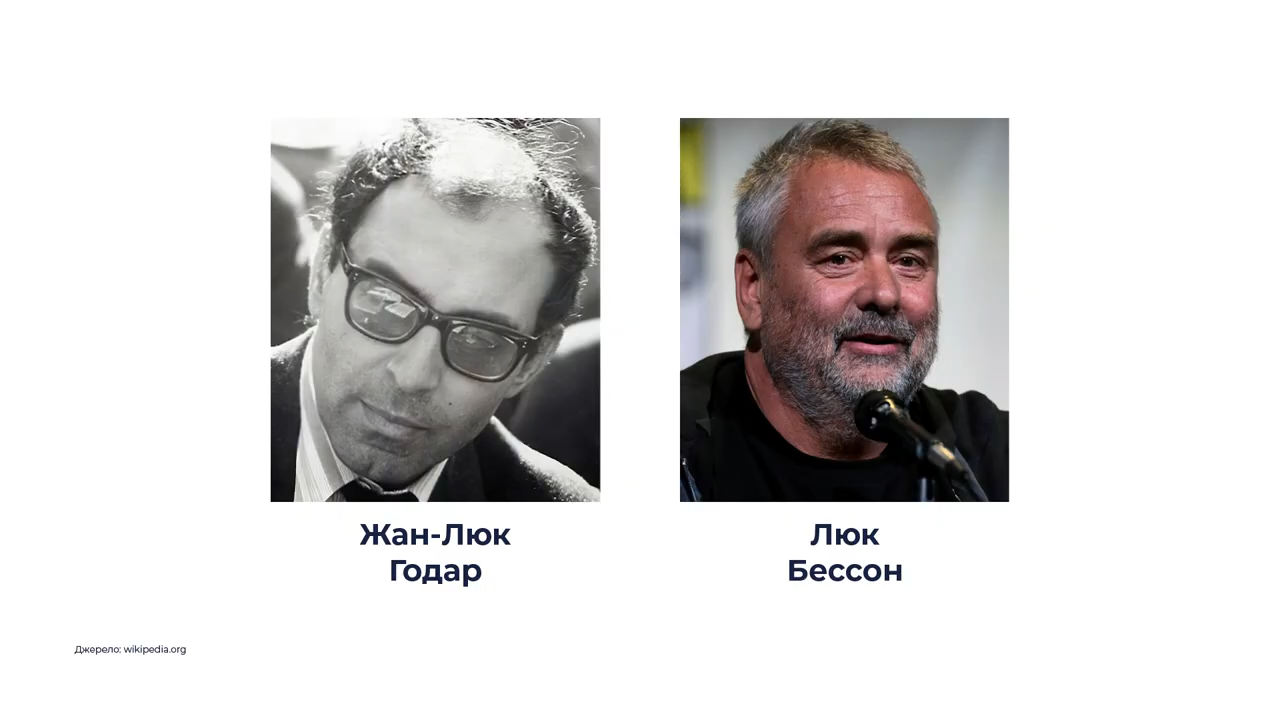 Жан-Люк
Годар
Люк
Бессон
Джерело: wikipedia.org